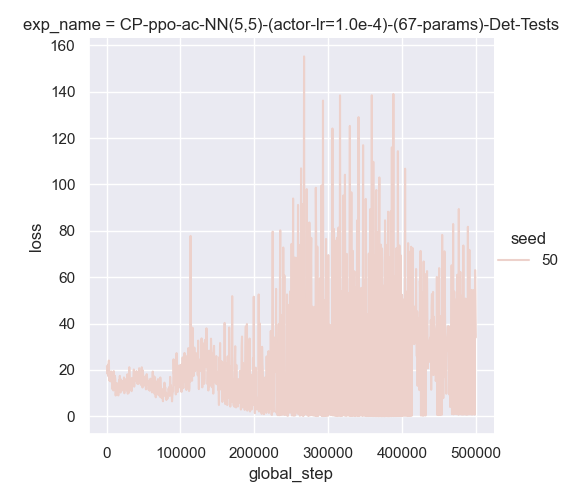 exp_name = CP-ppo-ac-NN(5,5)-(actor-lr=1.0e-4)-(67-params)-Det-Tests
160
140
120
100
80
60
40
20
0
loss
0 100000 200000 300000 400000 500000
global_step
seed
50